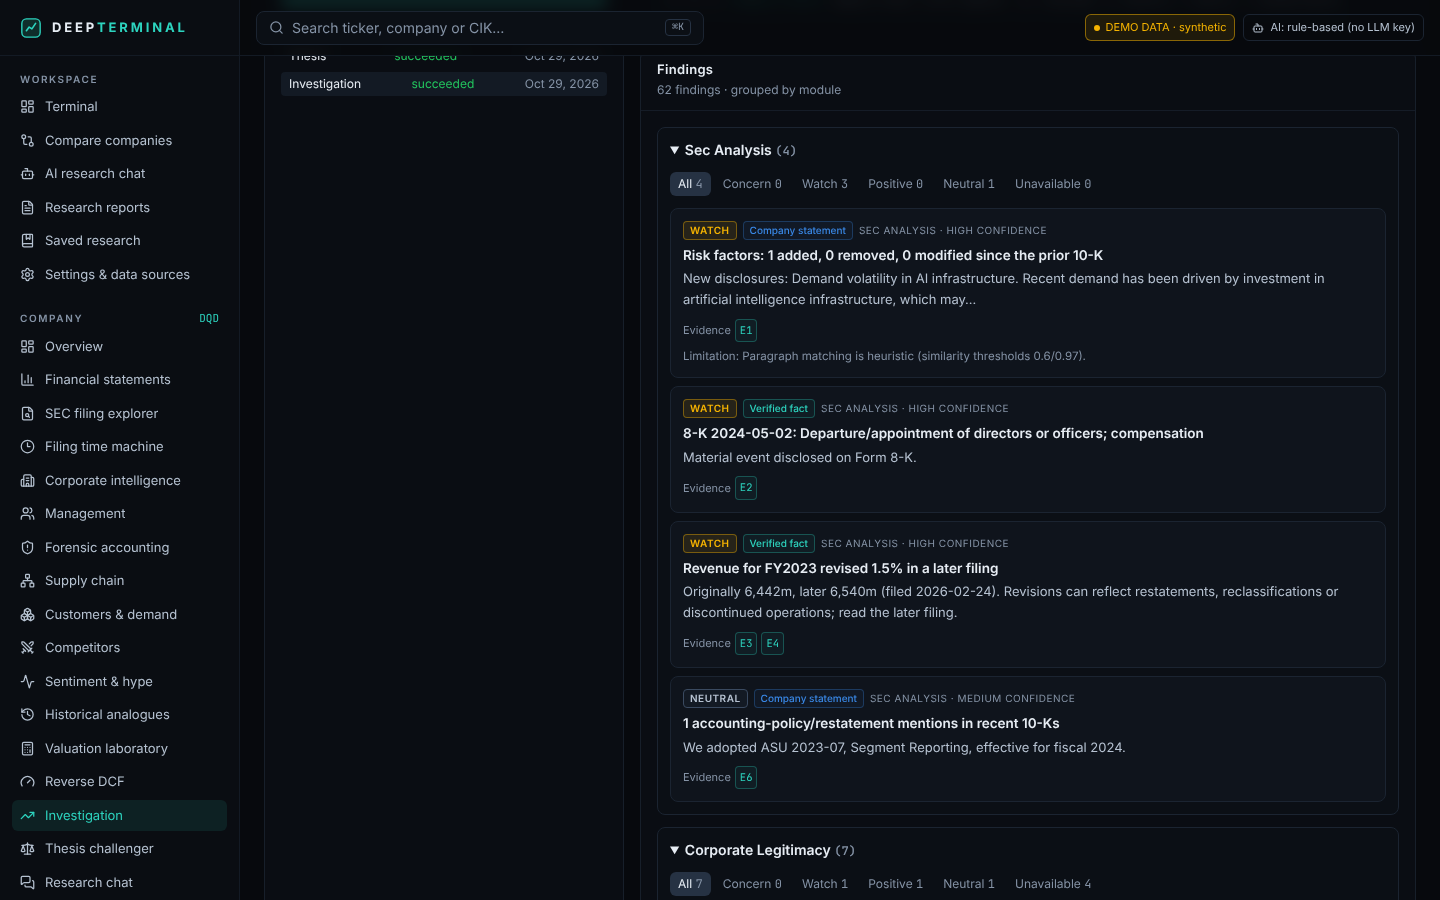 DEEPTERMINAL
Search ticker, company or CIK...
⌘K
DEMO DATA · synthetic
AI: rule-based (no LLM key)
WORKSPACE
Terminal
Compare companies
AI research chat
Research reports
Saved research
Settings & data sources
COMPANY DQD
Overview
Financial statements
SEC filing explorer
Filing time machine
Corporate intelligence
Management
Forensic accounting
Supply chain
Customers & demand
Competitors
Sentiment & hype
Historical analogues
Valuation laboratory
Reverse DCF
Investigation
Thesis challenger
Research chat
Thesis succeeded Oct 29, 2026
Investigation succeeded Oct 29, 2026
Findings
62 findings · grouped by module
▼ Sec Analysis (4)
All 4 Concern 0 Watch 3 Positive 0 Neutral 1 Unavailable 0
WATCH Company statement SEC ANALYSIS · HIGH CONFIDENCE
Risk factors: 1 added, 0 removed, 0 modified since the prior 10-K
New disclosures: Demand volatility in AI infrastructure. Recent demand has been driven by investment in
artificial intelligence infrastructure, which may...
Evidence E1
Limitation: Paragraph matching is heuristic (similarity thresholds 0.6/0.97).
WATCH Verified fact SEC ANALYSIS · HIGH CONFIDENCE
8-K 2024-05-02: Departure/appointment of directors or officers; compensation
Material event disclosed on Form 8-K.
Evidence E2
WATCH Verified fact SEC ANALYSIS · HIGH CONFIDENCE
Revenue for FY2023 revised 1.5% in a later filing
Originally 6,442m, later 6,540m (filed 2026-02-24). Revisions can reflect restatements, reclassifications or
discontinued operations; read the later filing.
Evidence E3 E4
NEUTRAL Company statement SEC ANALYSIS · MEDIUM CONFIDENCE
1 accounting-policy/restatement mentions in recent 10-Ks
We adopted ASU 2023-07, Segment Reporting, effective for fiscal 2024.
Evidence E6
▼ Corporate Legitimacy (7)
All 7 Concern 0 Watch 1 Positive 1 Neutral 1 Unavailable 4